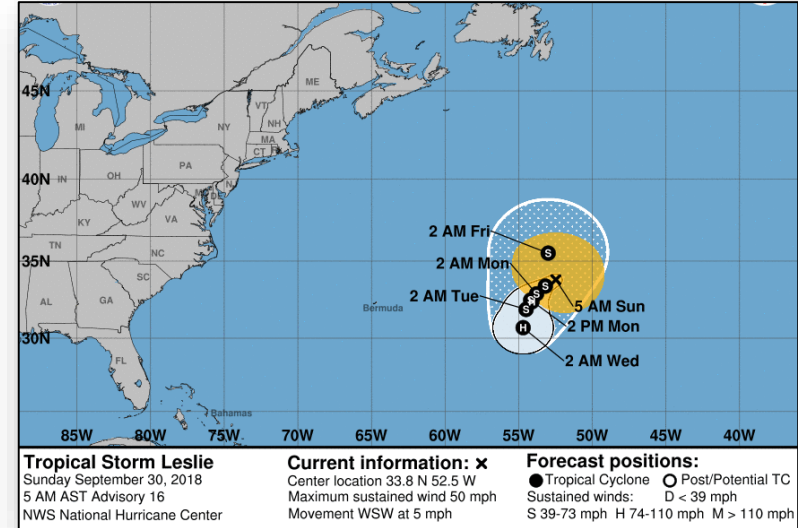 ME
45N
VT
NH
MI
NY
MA
CT
RI
PA
40N
IN
OH
NJ
MD
DE
WV
KY
VA
2 AM Fri
TN
NC
35N
2 AM Mon
SC
2 AM Tue
5 AM Sun
AL
GA
Bermuda
2 PM Mon
30N
2 AM Wed
FL
S
S
S
S
H
Bahamas
85W 80W 75W 70W 65W 60W 55W 50W 45W 40W
Tropical Storm Leslie
Sunday September 30, 2018
5 AM AST Advisory 16
NWS National Hurricane Center
Current information: ×
Center location 33.8 N 52.5 W
Maximum sustained wind 50 mph
Movement WSW at 5 mph
Forecast positions:
Tropical Cyclone Post/Potential TC
Sustained winds: D < 39 mph
S 39-73 mph H 74-110 mph M > 110 mph